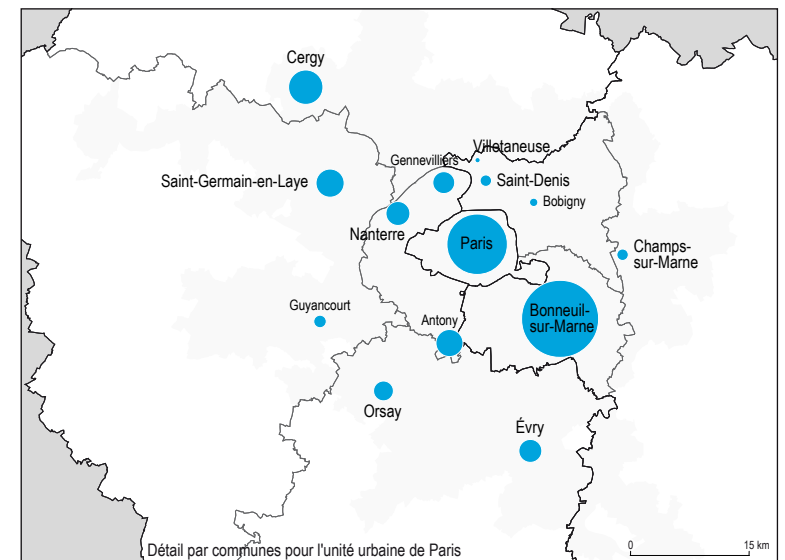 Cergy
Villetaneuse
Gennevilliers
Saint-Germain-en-Laye
Saint-Denis
Bobigny
Nanterre
Paris
Champs-
sur-Marne
Guyancourt
Bonneuil-
sur-Marne
Antony
Orsay
Évry
0 15 km
Détail par communes pour l'unité urbaine de Paris